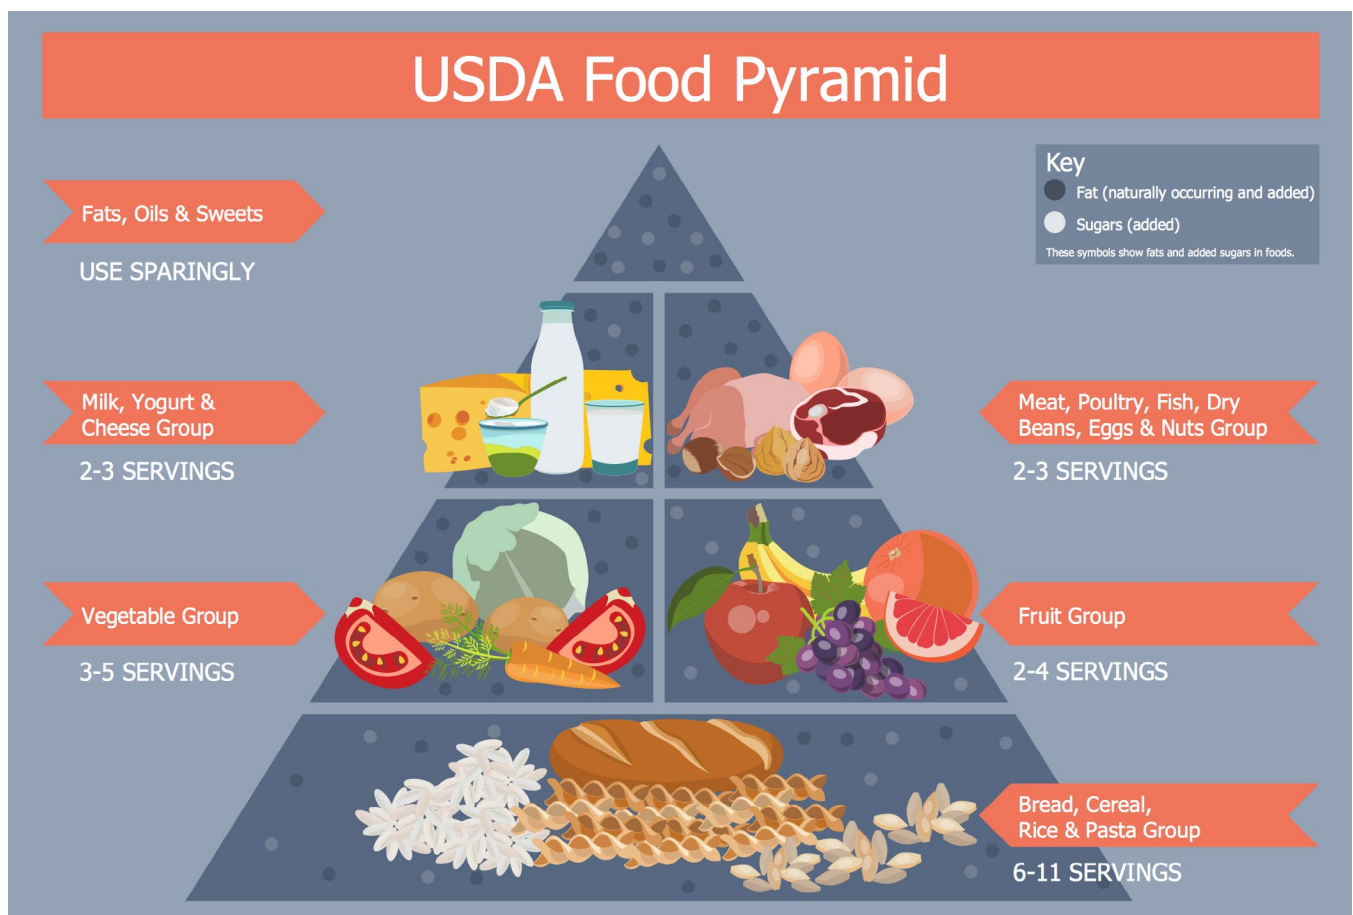 USDA Food Pyramid
Key
Fat (naturally occurring and added)
Sugars (added)
These symbols show fats and added sugars in foods.
Fats, Oils & Sweets
USE SPARINGLY
Milk, Yogurt &
Cheese Group
2-3 SERVINGS
Meat, Poultry, Fish, Dry
Beans, Eggs & Nuts Group
2-3 SERVINGS
Vegetable Group
3-5 SERVINGS
Fruit Group
2-4 SERVINGS
Bread, Cereal,
Rice & Pasta Group
6-11 SERVINGS